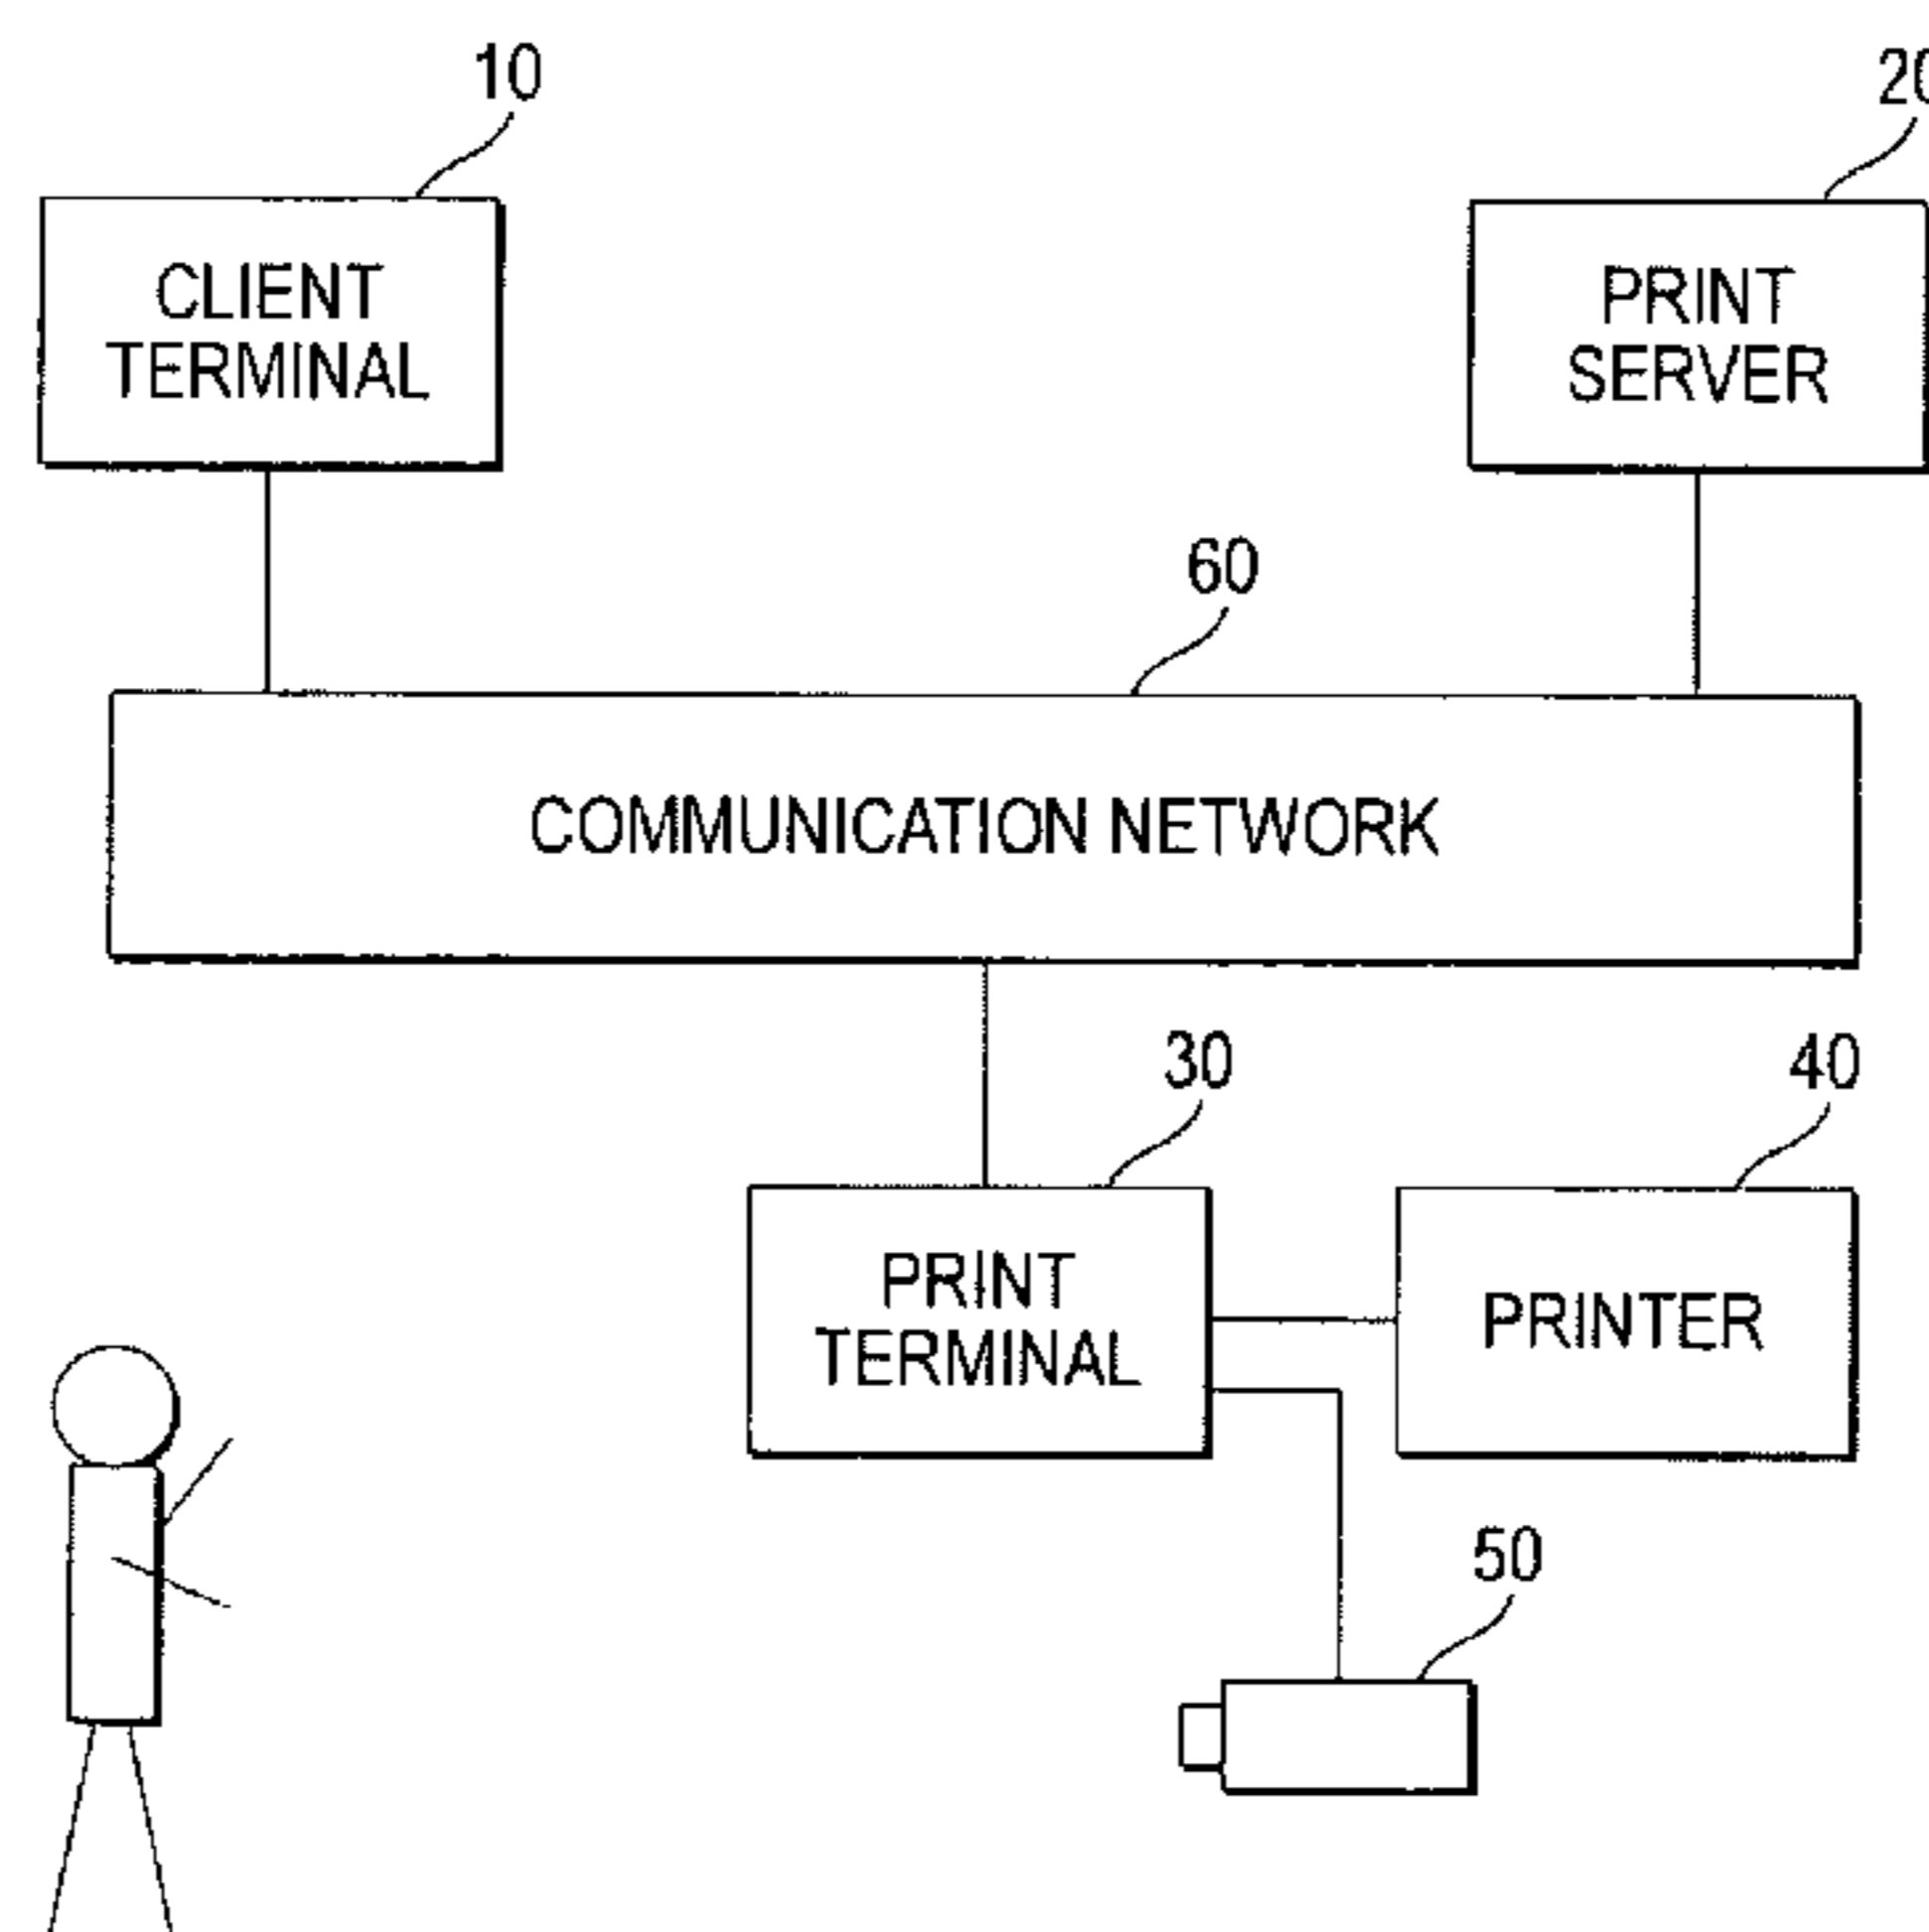 10
20
CLIENT
TERMINAL
PRINT
SERVER
60
COMMUNICATION NETWORK
30
40
PRINT
TERMINAL
PRINTER
50